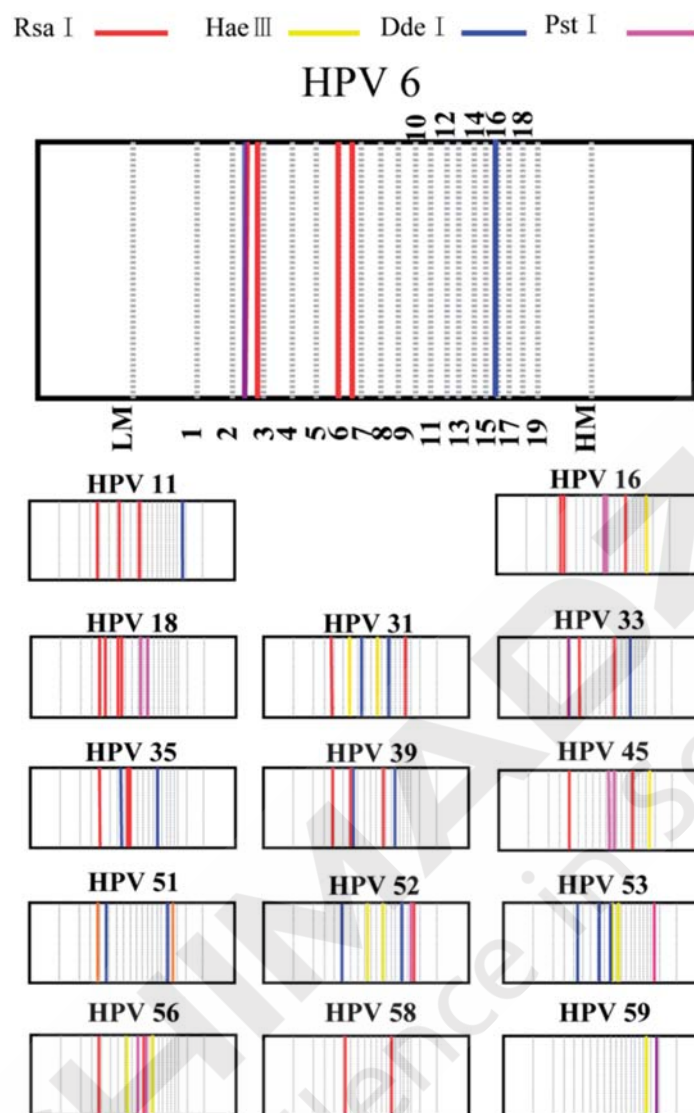 Rsa Ⅰ Hae Ⅲ Dde Ⅰ Pst Ⅰ
HPV 6
10 12 14 16 18
LM 1 2 3 4 5 6 7 8 9 11 13 15 17 19 HM
HPV 11 HPV 16
HPV 18 HPV 31 HPV 33
HPV 35 HPV 39 HPV 45
HPV 51 HPV 52 HPV 53
HPV 56 HPV 58 HPV 59